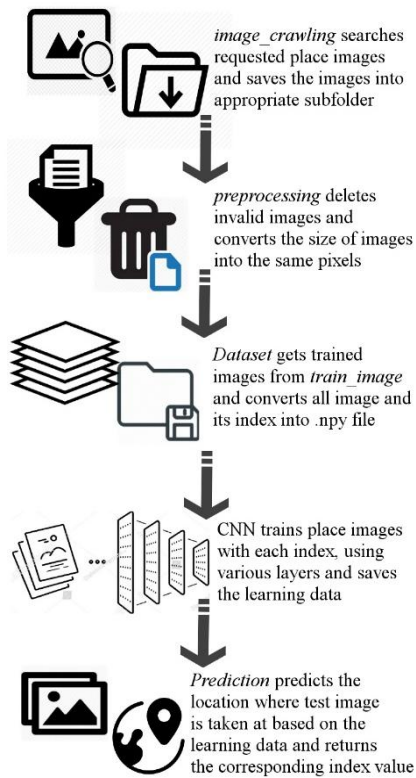 image_crawling searches
requested place images
and saves the images into
appropriate subfolder
preprocessing deletes
invalid images and
converts the size of images
into the same pixels
Dataset gets trained
images from train_image
and converts all image and
its index into .npy file
CNN trains place images
with each index, using
various layers and saves
the learning data
Prediction predicts the
location where test image
is taken at based on the
learning data and returns
the corresponding index value